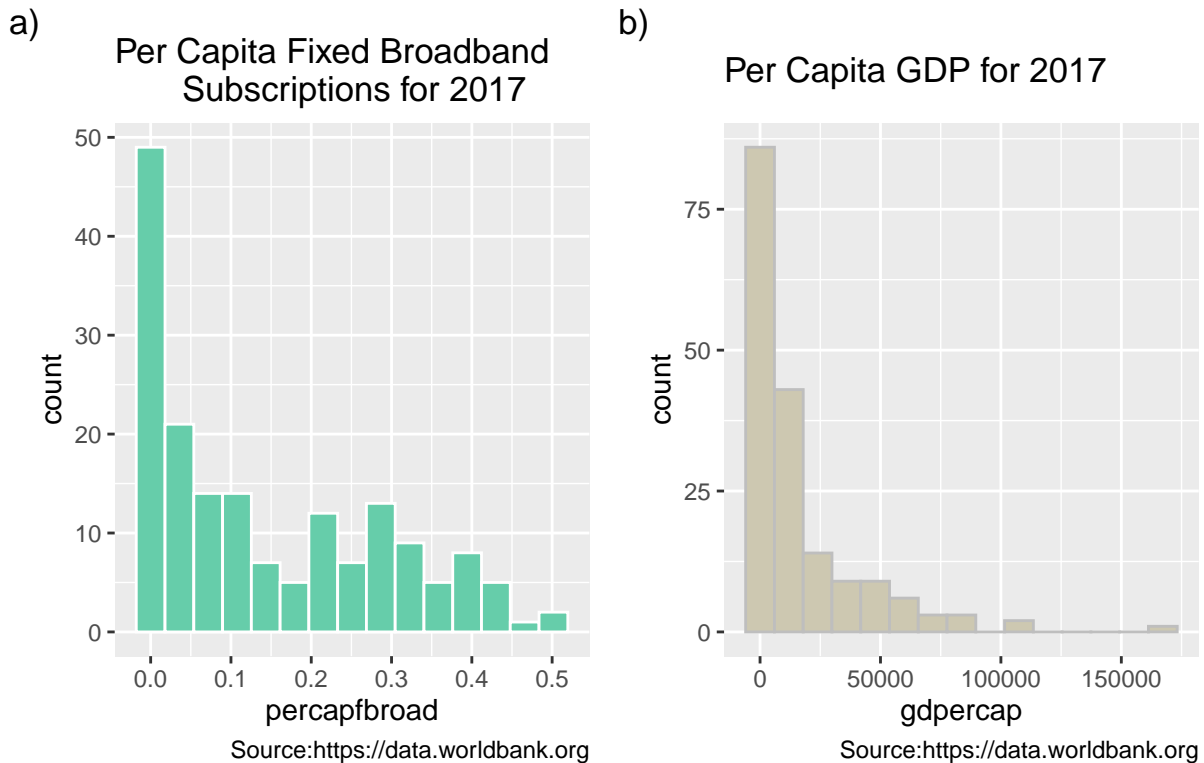 a)
Per Capita Fixed Broadband
Subscriptions for 2017
50
40
30
20
10
0
count
0.0 0.1 0.2 0.3 0.4 0.5
percapfbroad
Source:https://data.worldbank.org
b)
Per Capita GDP for 2017
75
50
25
0
count
0 50000 100000 150000
gdpercap
Source:https://data.worldbank.org